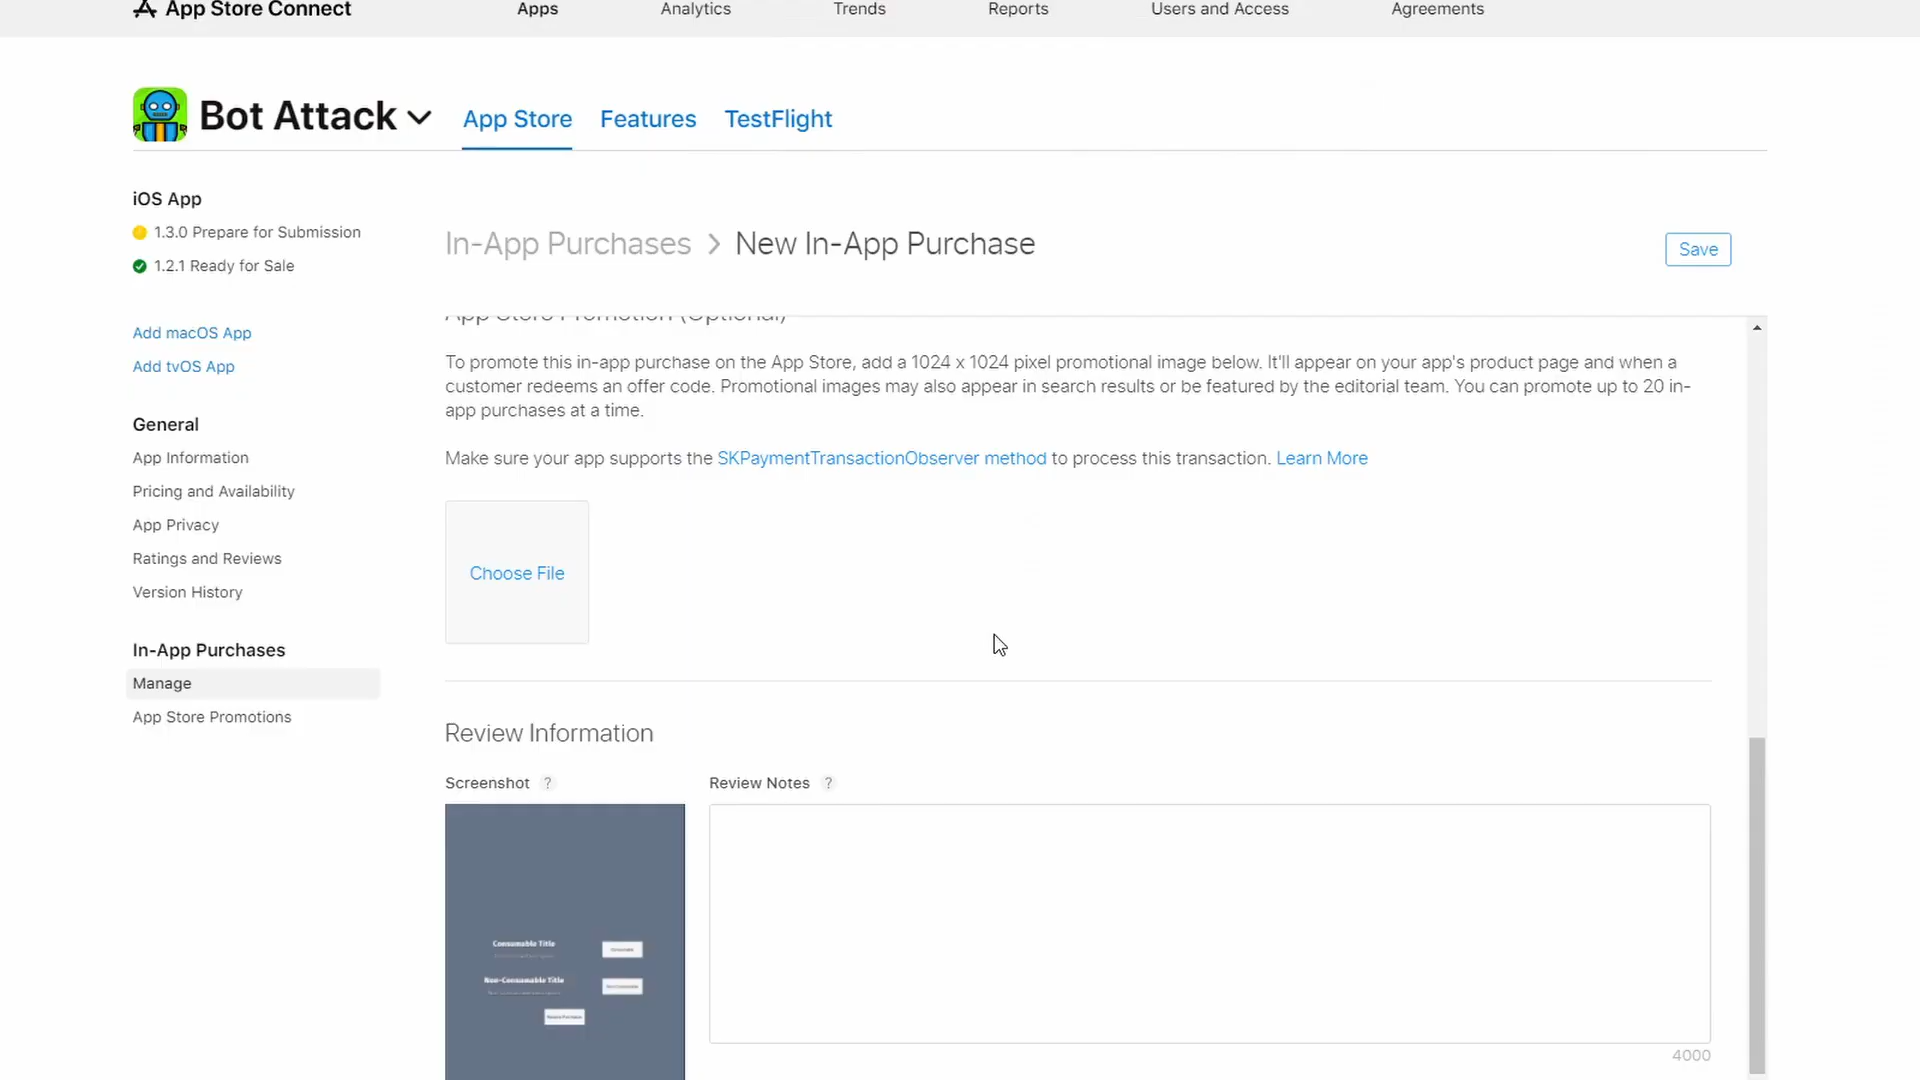 App Store Connect
Apps
Analytics
Trends
Reports
Users and Access
Agreements
Bot Attack
App Store
Features
TestFlight
iOS App
1.3.0 Prepare for Submission
1.2.1 Ready for Sale
Add macOS App
Add tvOS App
General
App Information
Pricing and Availability
App Privacy
Ratings and Reviews
Version History
In-App Purchases
Manage
App Store Promotions
In-App Purchases > New In-App Purchase
Save
App Store Promotion (Optional)
To promote this in-app purchase on the App Store, add a 1024 x 1024 pixel promotional image below. It'll appear on your app's product page and when a
customer redeems an offer code. Promotional images may also appear in search results or be featured by the editorial team. You can promote up to 20 in-
app purchases at a time.
Make sure your app supports the SKPaymentTransactionObserver method to process this transaction. Learn More
Choose File
Review Information
Screenshot ?
Review Notes ?
Consumable Title
Non-Consumable Title
4000